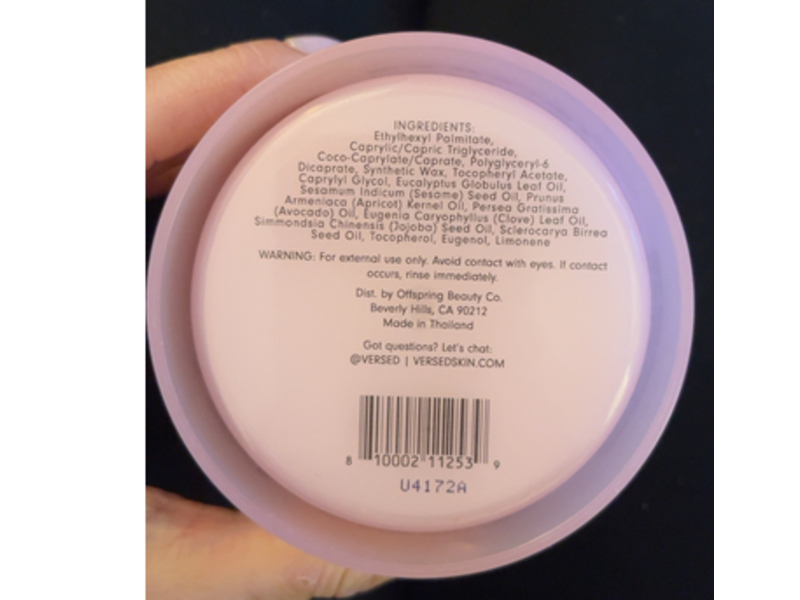 INGREDIENTS:
Ethylhexyl Palmitate,
Caprylic/Capric Triglyceride,
Coco-Caprylate/Caprate, Polyglyceryl-6
Dicaprate, Synthetic Wax, Tocopheryl Acetate,
Caprylyl Glycol, Eucalyptus Globulus Leaf Oil,
Sesamum Indicum (Sesame) Seed Oil, Prunus
Armeniaca (Apricot) Kernel Oil, Persea Gratissima
(Avocado) Oil, Eugenia Caryophyllus (Clove) Leaf Oil,
Simmondsia Chinensis (Jojoba) Seed Oil, Sclerocarya Birrea
Seed Oil, Tocopherol, Eugenol, Limonene
WARNING: For external use only. Avoid contact with eyes. If contact
occurs, rinse immediately.
Dist. by Offspring Beauty Co.
Beverly Hills, CA 90212
Made in Thailand
Got questions? Let's chat:
@VERSED | VERSEDSKIN.COM
8 10002 11253 9
U4172A